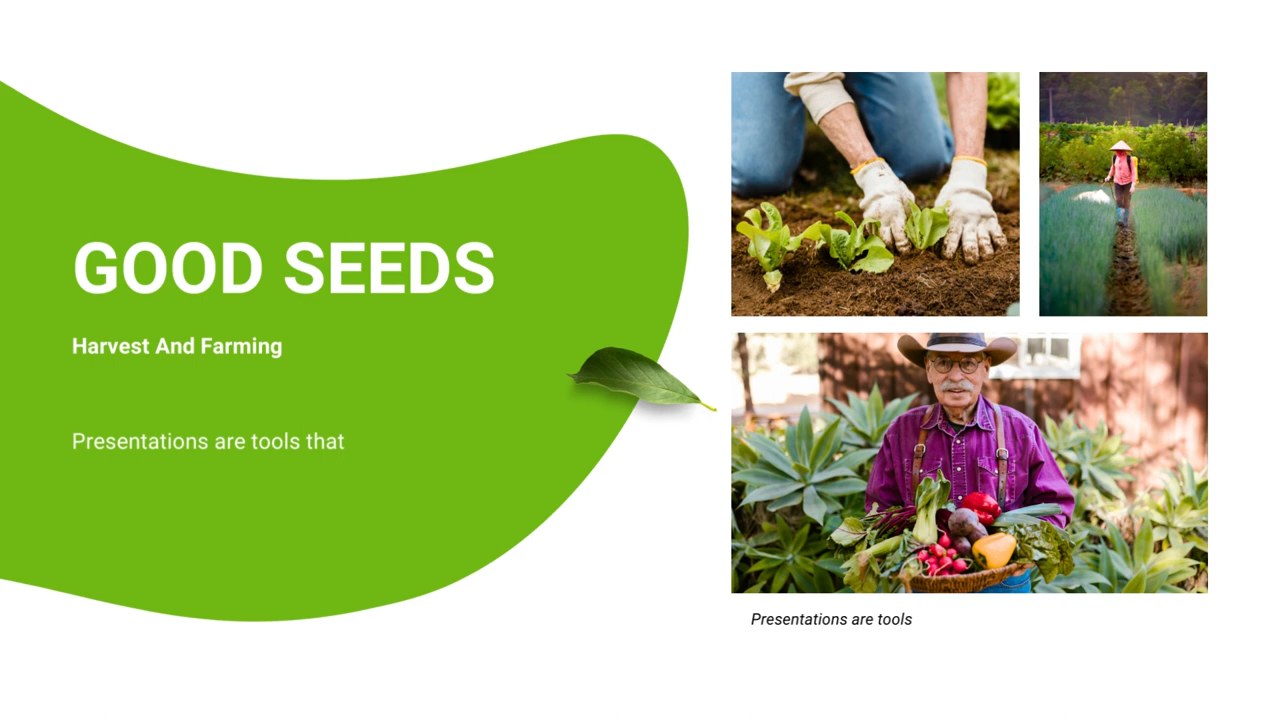 GOOD SEEDS
Harvest And Farming
Presentations are tools that
Presentations are tools